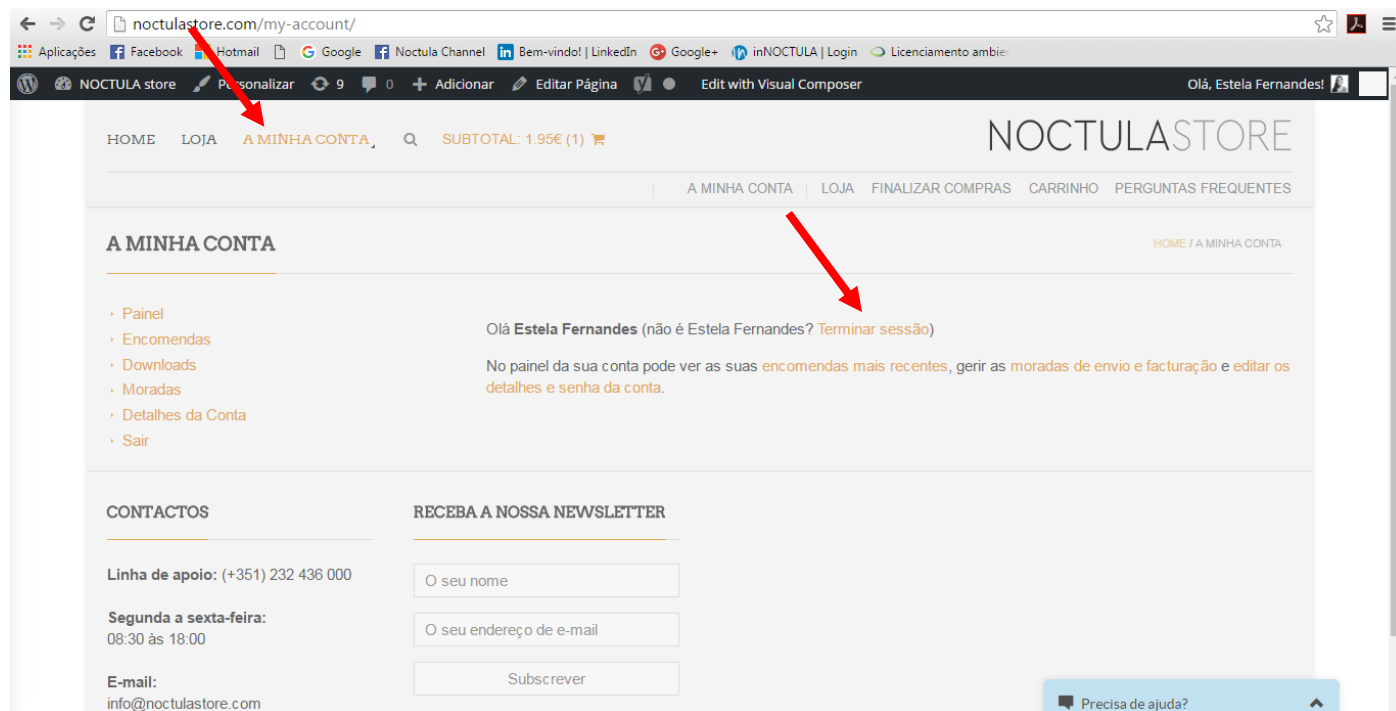 noctulastore.com/my-account/
Aplicações Facebook Hotmail Google Noctula Channel Bem-vindo! | LinkedIn Google+ inNOCTULA | Login Licenciamento ambie
NOCTULA store Personalizar 9 0 Adicionar Editar Página Edit with Visual Composer Olá, Estela Fernandes!
HOME LOJA A MINHA CONTA SUBTOTAL: 1.95€ (1) NOCTULASTORE
A MINHA CONTA LOJA FINALIZAR COMPRAS CARRINHO PERGUNTAS FREQUENTES
A MINHA CONTA HOME / A MINHA CONTA
Painel
Encomendas
Downloads
Moradas
Detalhes da Conta
Sair
Olá Estela Fernandes (não é Estela Fernandes? Terminar sessão)
No painel da sua conta pode ver as suas encomendas mais recentes, gerir as moradas de envio e facturação e editar os
detalhes e senha da conta.
CONTACTOS
Linha de apoio: (+351) 232 436 000
Segunda a sexta-feira:
08:30 às 18:00
E-mail:
info@noctulastore.com
RECEBA A NOSSA NEWSLETTER
O seu nome
O seu endereço de e-mail
Subscrever
Precisa de ajuda?